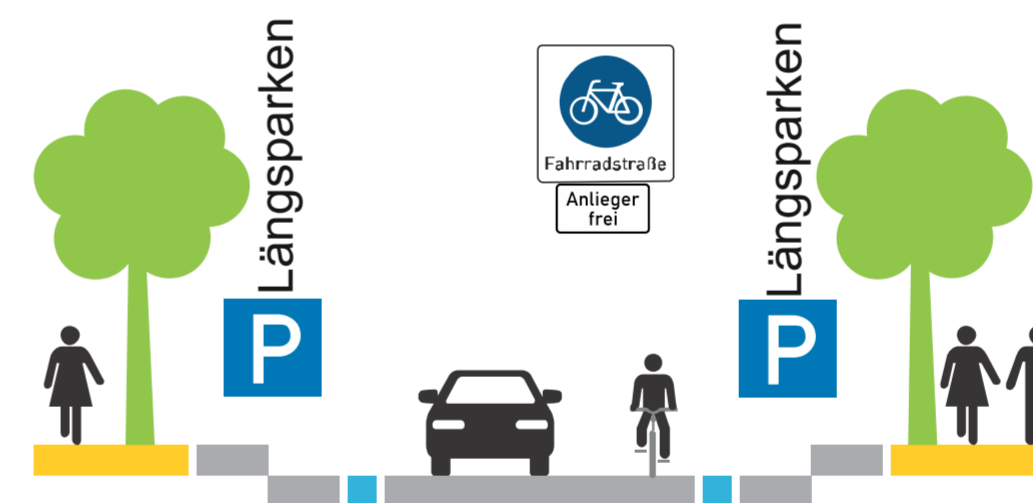 Längsparken
P
Fahrradstraße
Anlieger
frei
Längsparken
P